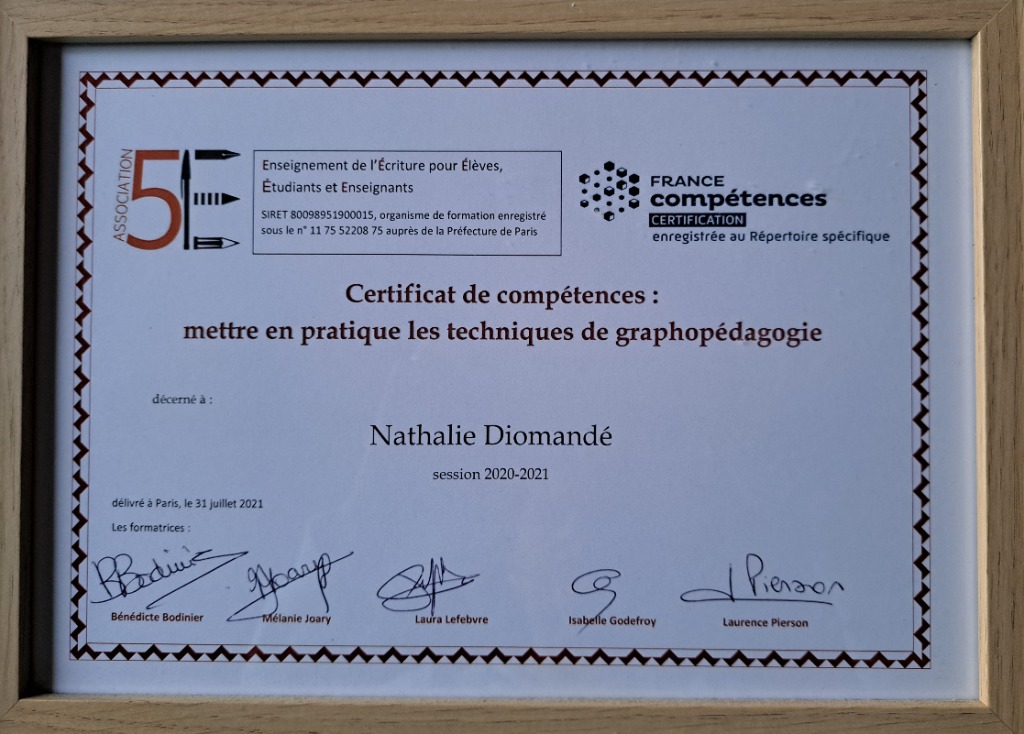 ASSOCIATION
5E
Enseignement de l'Écriture pour Élèves,
Étudiants et Enseignants
SIRET 80098951900015, organisme de formation enregistré
sous le n° 11 75 52208 75 auprès de la Préfecture de Paris
FRANCE
compétences
CERTIFICATION
enregistrée au Répertoire spécifique
Certificat de compétences :
mettre en pratique les techniques de graphopédagogie
décerné à :
Nathalie Diomandé
session 2020-2021
délivré à Paris, le 31 juillet 2021
Les formatrices :
BBodinier MJoary JPierson
Bénédicte Bodinier Mélanie Joary Laura Lefebvre Isabelle Godefroy Laurence Pierson